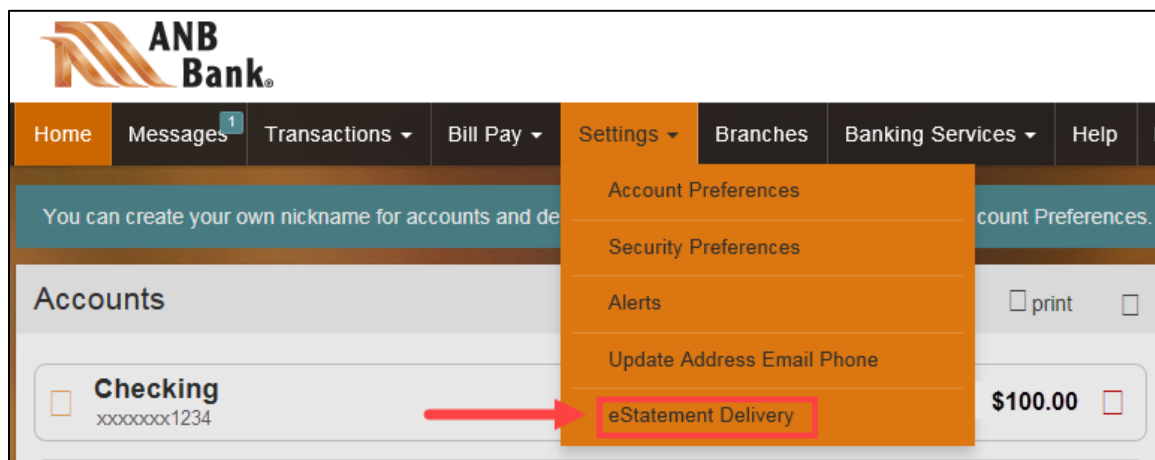 ANB
Bank®
Home Messages 1 Transactions Bill Pay Settings Branches Banking Services Help
You can create your own nickname for accounts and de
count Preferences.
Account Preferences
Security Preferences
Alerts
Update Address Email Phone
eStatement Delivery
Accounts
print
Checking
xxxxxxx1234
$100.00